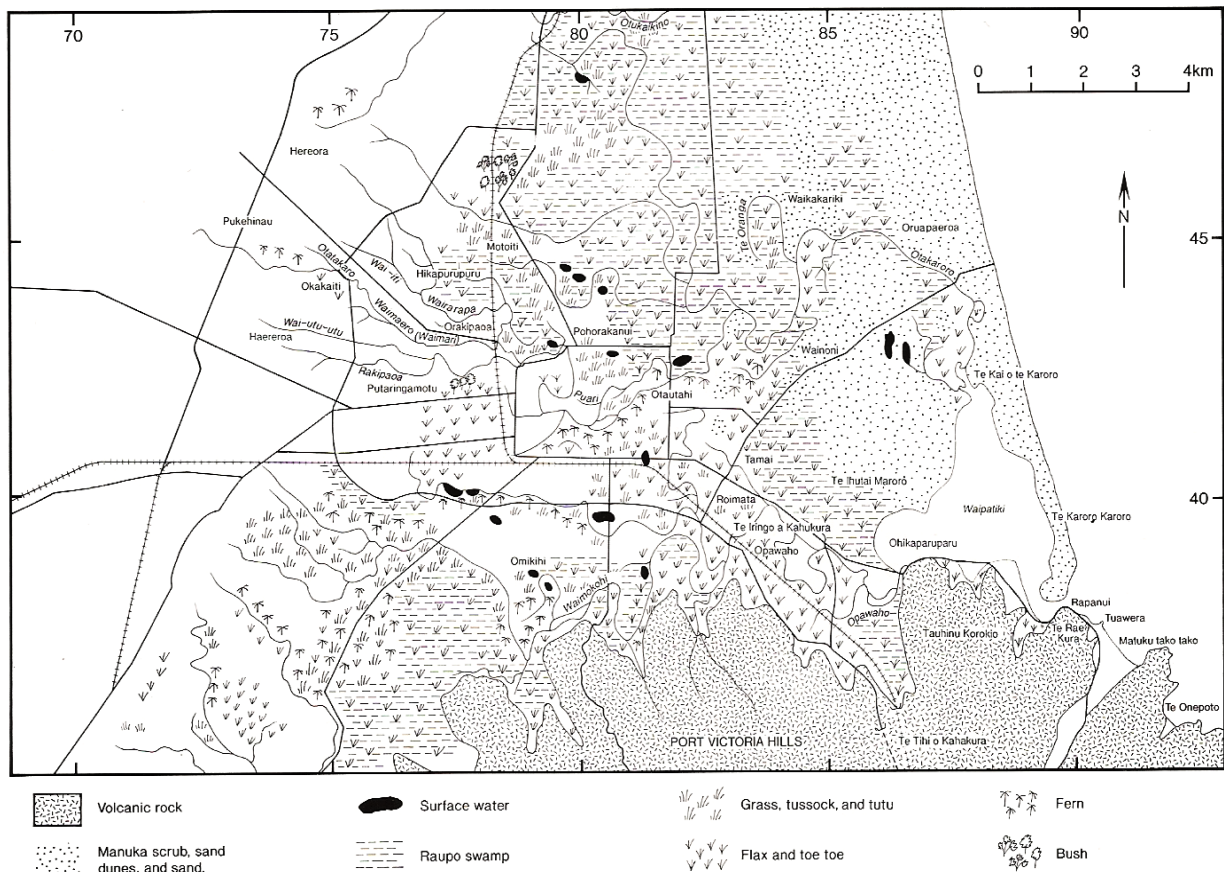 70
75
80
85
90
0 1 2 3 4km
Otukaikino
Hereora
N
Pukehinau
Motoiti
Te Oranga
Waikakariki
Oruapaeroa
45
Otakaroro
Otatakaro
Wai-iti
Hikapurupuru
Okakaiti
Wairarapa
Waimaero (Waimari)
Orakipaoa
Wai-utu-utu
Haereroa
Pohorakanui
Wainoni
Rakipaoa
Te Kai o te Karoro
Putaringamotu
Puari
Otautahi
Tamai
Te Ihutai Maroro
Roimata
40
Waipatiki
Te Karoro Karoro
Te Iringo a Kahukura
Ohikaparuparu
Opawaho
Omikihi
Waimokohi
Opawaho
Rapanui
Tuawera
Te Rae Kura
Tauhinu Korokio
Matuku tako tako
Te Onepoto
PORT VICTORIA HILLS
Te Tihi o Kahakura
Volcanic rock
Surface water
Grass, tussock, and tutu
Fern
Manuka scrub, sand
dunes, and sand.
Raupo swamp
Flax and toe toe
Bush